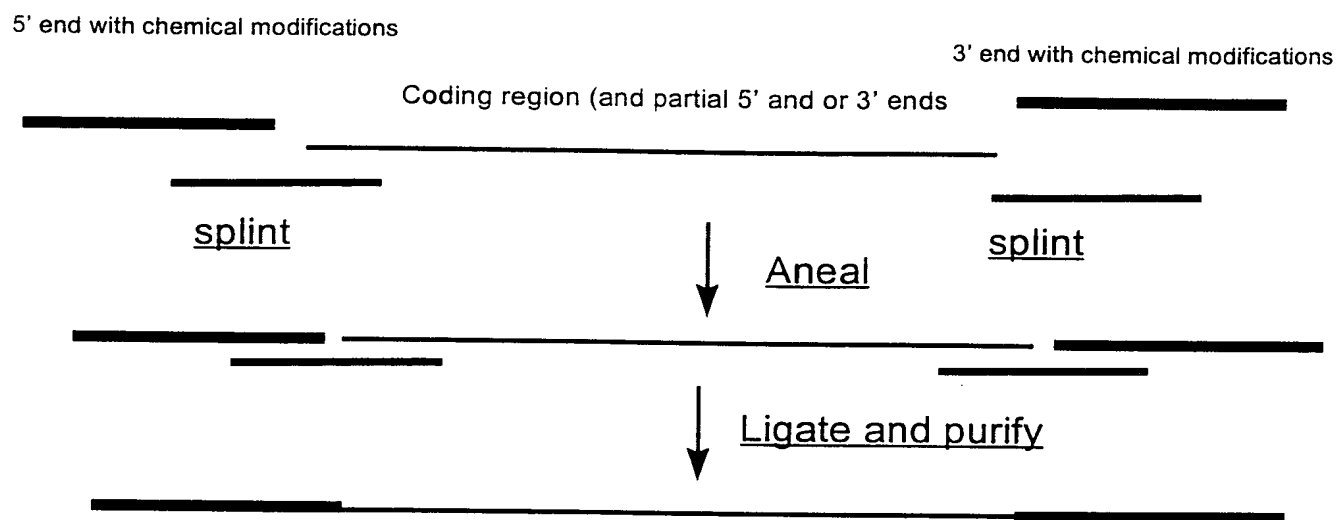 5' end with chemical modifications
3' end with chemical modifications
Coding region (and partial 5' and or 3' ends
splint
splint
Aneal
Ligate and purify